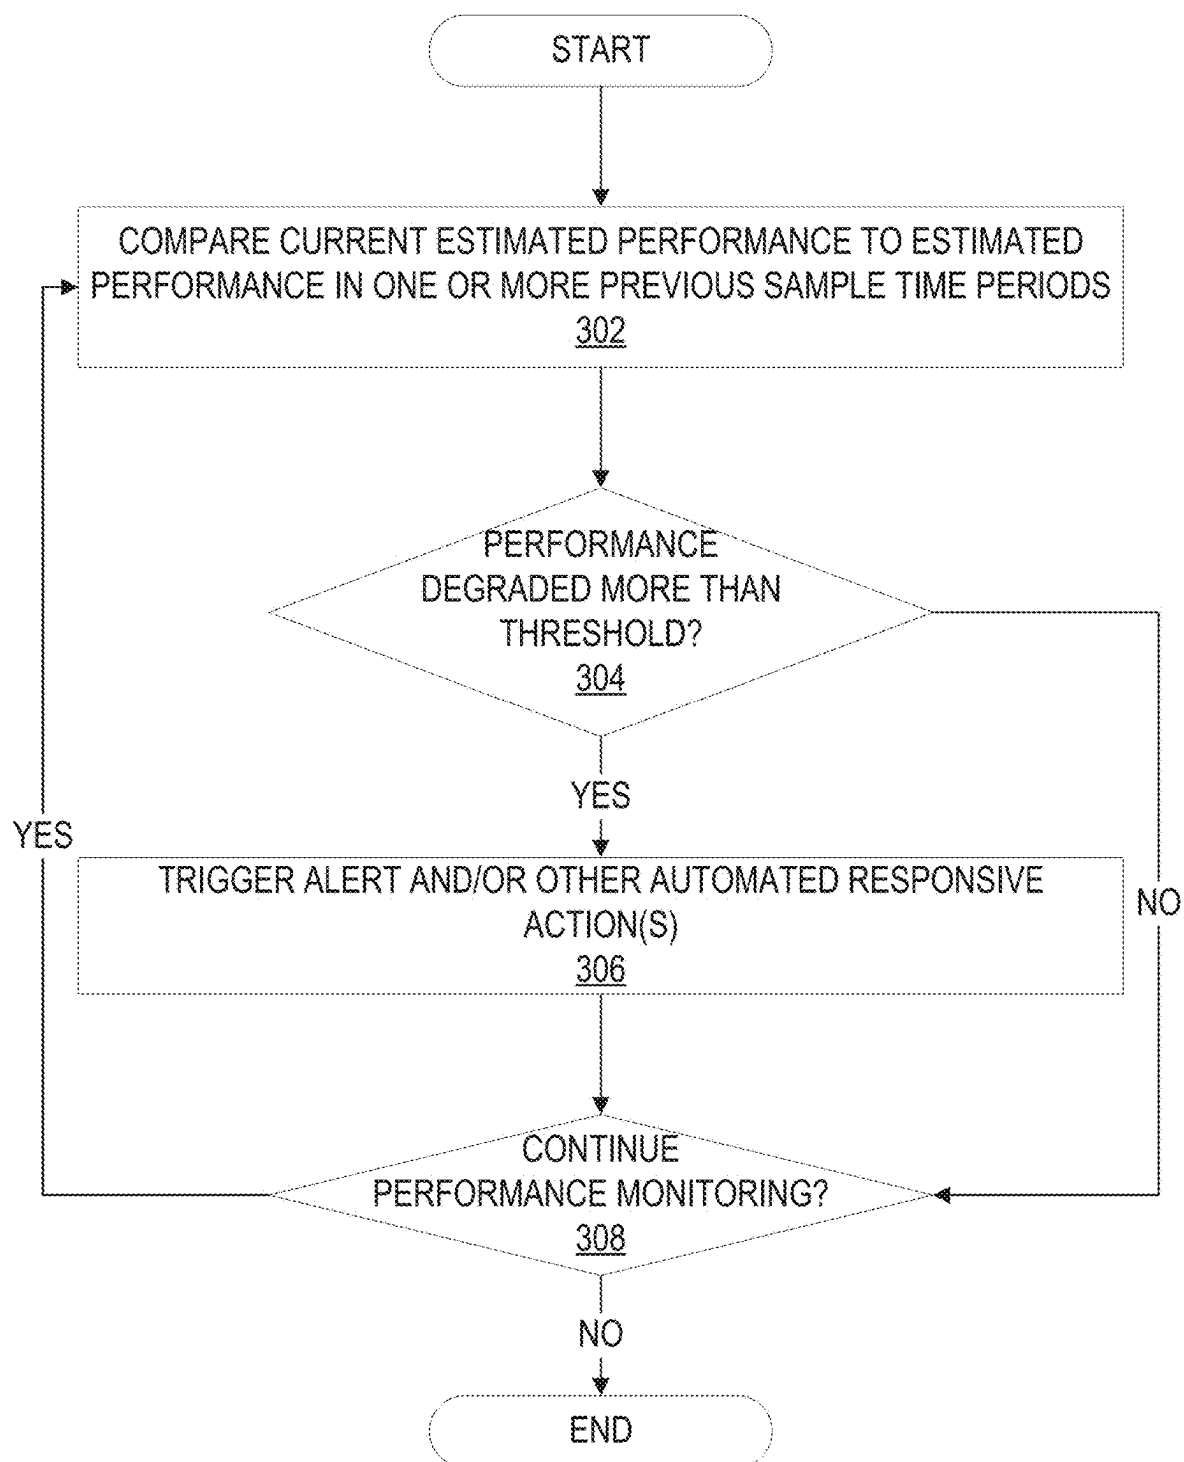 START
COMPARE CURRENT ESTIMATED PERFORMANCE TO ESTIMATED
PERFORMANCE IN ONE OR MORE PREVIOUS SAMPLE TIME PERIODS
302
PERFORMANCE
DEGRADED MORE THAN
THRESHOLD?
304
YES
YES
TRIGGER ALERT AND/OR OTHER AUTOMATED RESPONSIVE
ACTION(S)
306
NO
CONTINUE
PERFORMANCE MONITORING?
308
NO
END